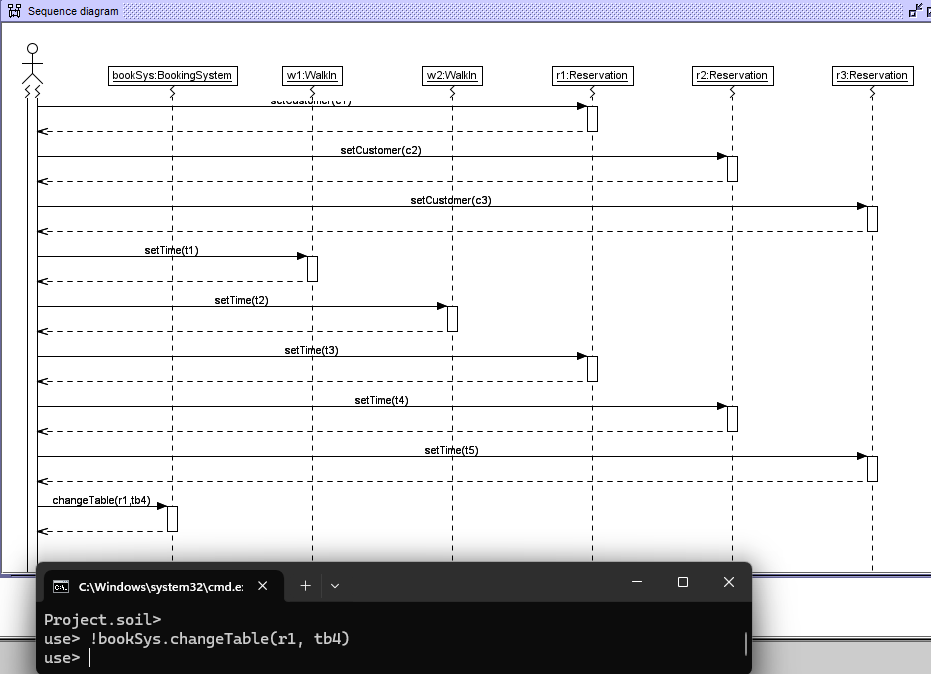 Sequence diagram
bookSys:BookingSystem
w1:WalkIn
w2:WalkIn
r1:Reservation
r2:Reservation
r3:Reservation
setCustomer(c1)
setCustomer(c2)
setCustomer(c3)
setTime(t1)
setTime(t2)
setTime(t3)
setTime(t4)
setTime(t5)
changeTable(r1,tb4)
C:\Windows\system32\cmd.e:
Project.soil>
use> !bookSys.changeTable(r1, tb4)
use>